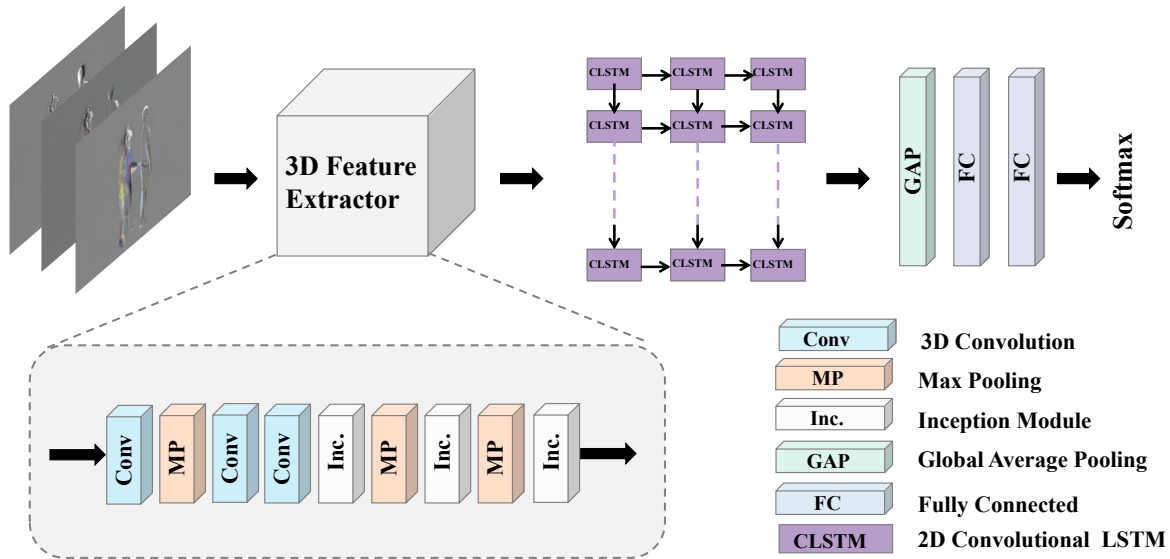 CLSTM CLSTM CLSTM
CLSTM CLSTM CLSTM
CLSTM CLSTM CLSTM
3D Feature
Extractor
GAP
FC
FC
Softmax
Conv
MP
Conv
Conv
Inc.
MP
Inc.
MP
Inc.
Conv 3D Convolution
MP Max Pooling
Inc. Inception Module
GAP Global Average Pooling
FC Fully Connected
CLSTM 2D Convolutional LSTM